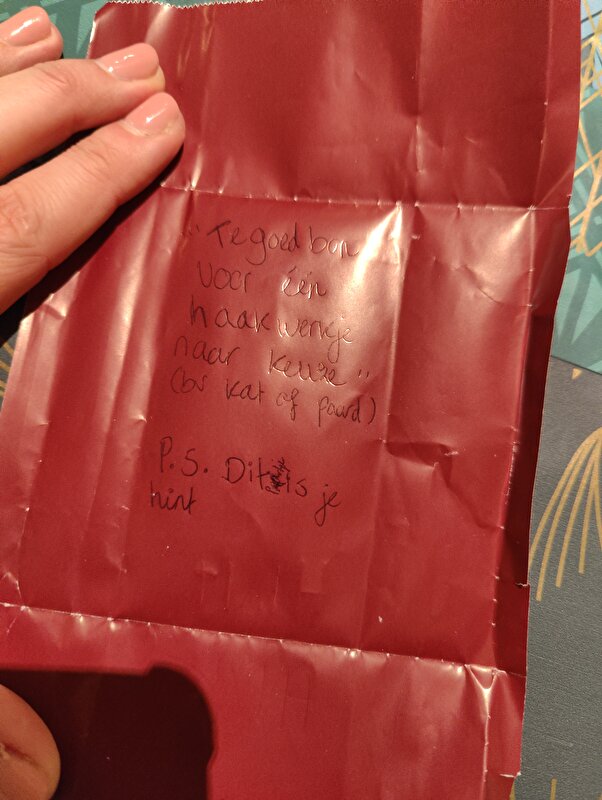 "Tegoedbon
voor één
haakwerkje
naar keuze"
(bv kat of paard)
P.S. Dit is je
hint